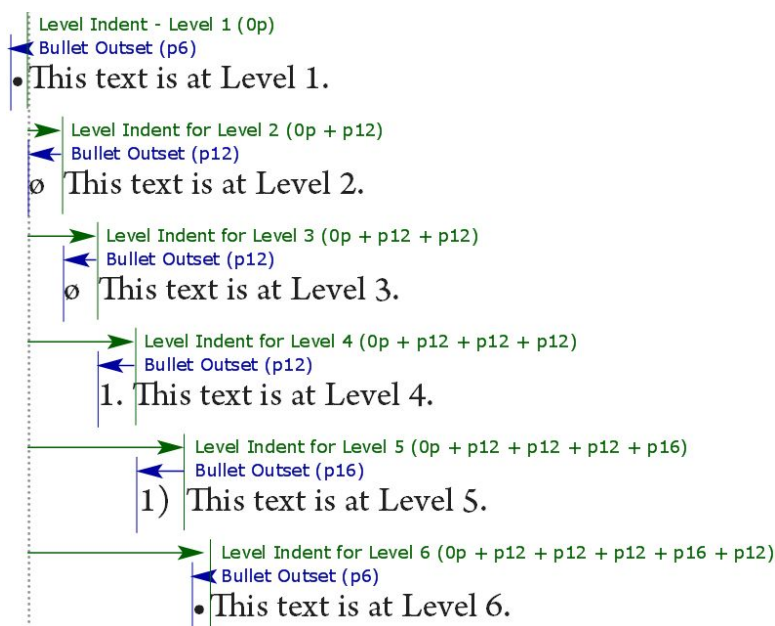 Level Indent - Level 1 (0p)
Bullet Outset (p6)
•This text is at Level 1.
Level Indent for Level 2 (0p + p12)
Bullet Outset (p12)
ø This text is at Level 2.
Level Indent for Level 3 (0p + p12 + p12)
Bullet Outset (p12)
ø This text is at Level 3.
Level Indent for Level 4 (0p + p12 + p12 + p12)
Bullet Outset (p12)
1. This text is at Level 4.
Level Indent for Level 5 (0p + p12 + p12 + p12 + p16)
Bullet Outset (p16)
1) This text is at Level 5.
Level Indent for Level 6 (0p + p12 + p12 + p12 + p16 + p12)
Bullet Outset (p6)
•This text is at Level 6.